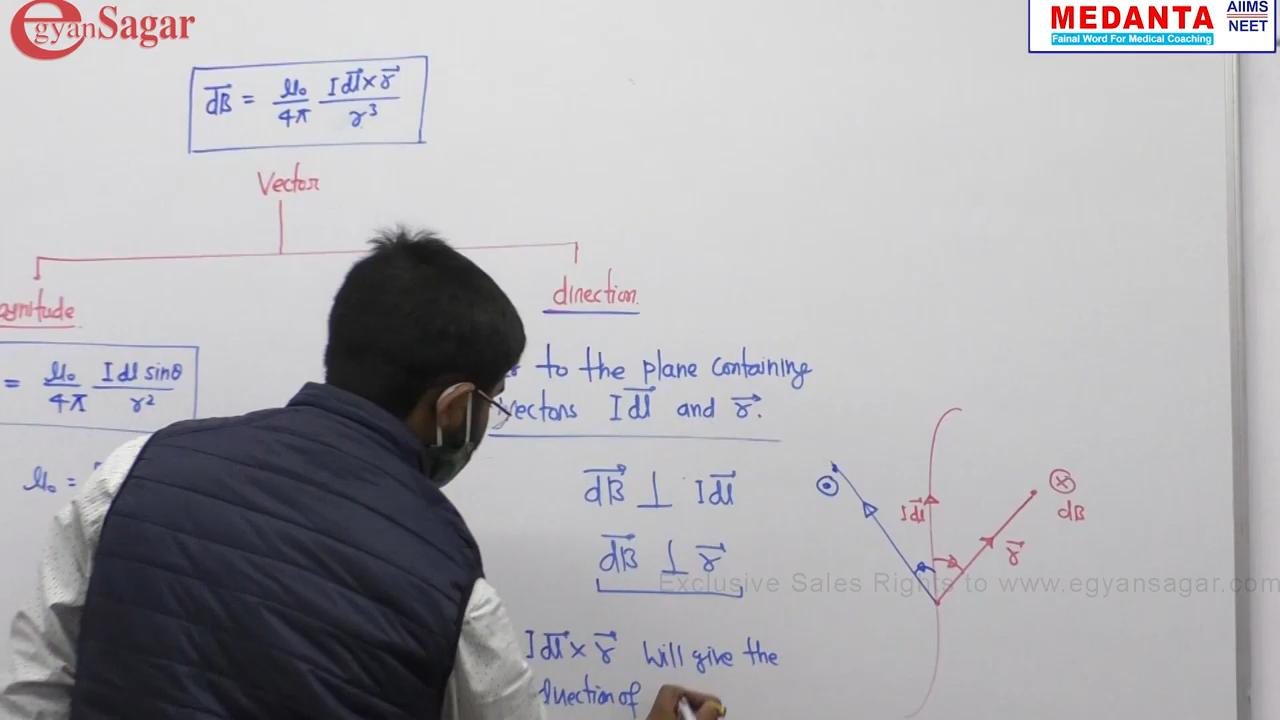 egyanSagar
MEDANTA
Fainal Word For Medical Coaching
AIIMS
NEET
dB⃗ = μ₀/4π Idl⃗ × r⃗/r³
Vector
gnitude
direction
= μ₀/4π Idl sinθ/r²
to the plane containing
vectors Idl⃗ and r⃗.
μ₀ =
dB⃗ ⊥ Idl⃗
dB⃗ ⊥ r⃗
Idl⃗ × r⃗ will give the
direction of
Idl⃗
r⃗
dB
Exclusive Sales Rights to www.egyansagar.com